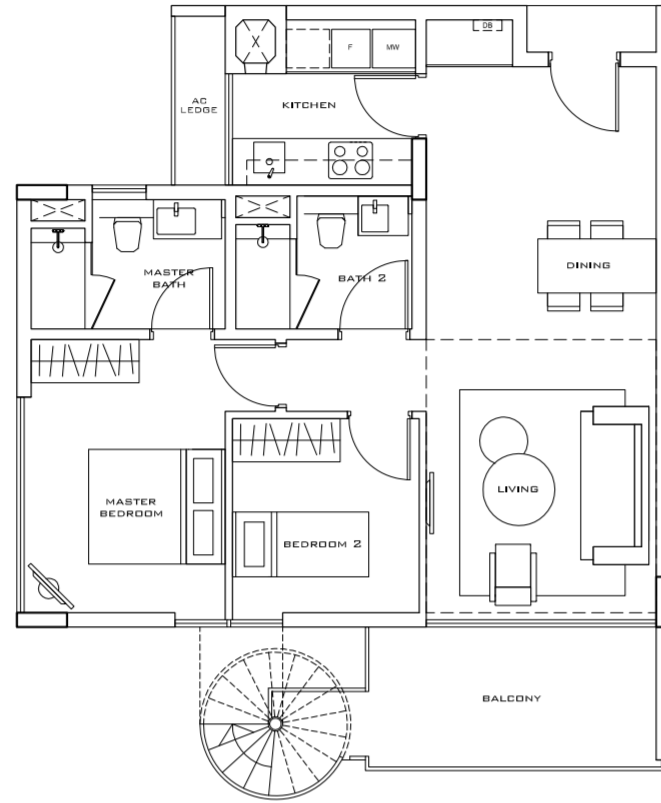 DB
F
MW
AC
LEDGE
KITCHEN
DINING
MASTER
BATH
BATH 2
LIVING
MASTER
BEDROOM
BEDROOM 2
BALCONY